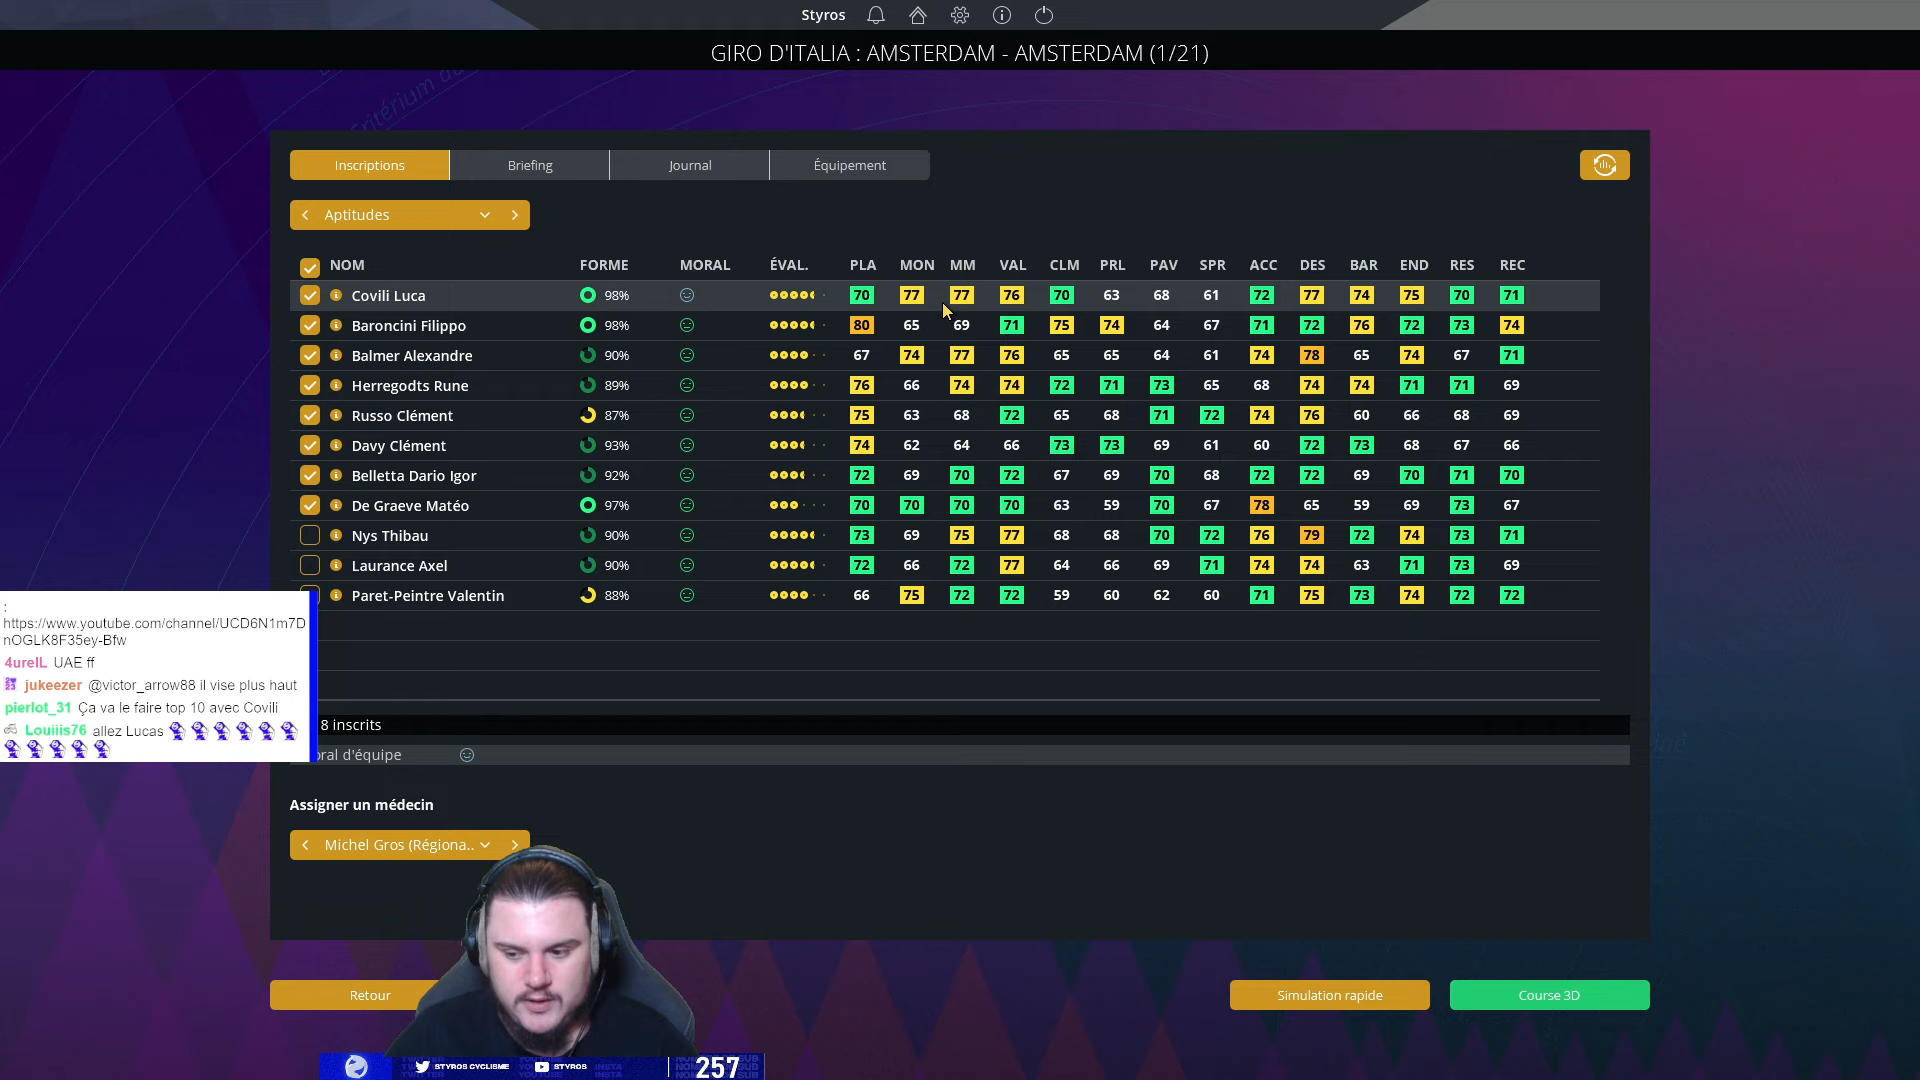 Styros
GIRO D'ITALIA : AMSTERDAM - AMSTERDAM (1/21)
Inscriptions Briefing Journal Équipement
Aptitudes
NOM FORME MORAL ÉVAL. PLA MON MM VAL CLM PRL PAV SPR ACC DES BAR END RES REC
Covili Luca 98% 70 77 77 76 70 63 68 61 72 77 74 75 70 71
Baroncini Filippo 98% 80 65 69 71 75 74 64 67 71 72 76 72 73 74
Balmer Alexandre 90% 67 74 77 76 65 65 64 61 74 78 65 74 67 71
Herregodts Rune 89% 76 66 74 74 72 71 73 65 68 74 74 71 71 69
Russo Clément 87% 75 63 68 72 65 68 71 72 74 76 60 66 68 69
Davy Clément 93% 74 62 64 66 73 73 69 61 60 72 73 68 67 66
Belletta Dario Igor 92% 72 69 70 72 67 69 70 68 72 72 69 70 71 70
De Graeve Matéo 97% 70 70 70 70 63 59 70 67 78 65 59 69 73 67
Nys Thibau 90% 73 69 75 77 68 68 70 72 76 79 72 74 73 71
Laurance Axel 90% 72 66 72 77 64 66 69 71 74 74 63 71 73 69
Paret-Peintre Valentin 88% 66 75 72 72 59 60 62 60 71 75 73 74 72 72
:
https://www.youtube.com/channel/UCD6N1m7D
nOGLK8F35ey-Bfw
4urelL UAE ff
jukeezer @victor_arrow88 il vise plus haut
pierlot_31 Ça va le faire top 10 avec Covili
Louiiis76 allez Lucas
8 inscrits
oral d'équipe
Assigner un médecin
Michel Gros (Régiona..
Retour Simulation rapide Course 3D
STYROS CYCLISME STYROS 257